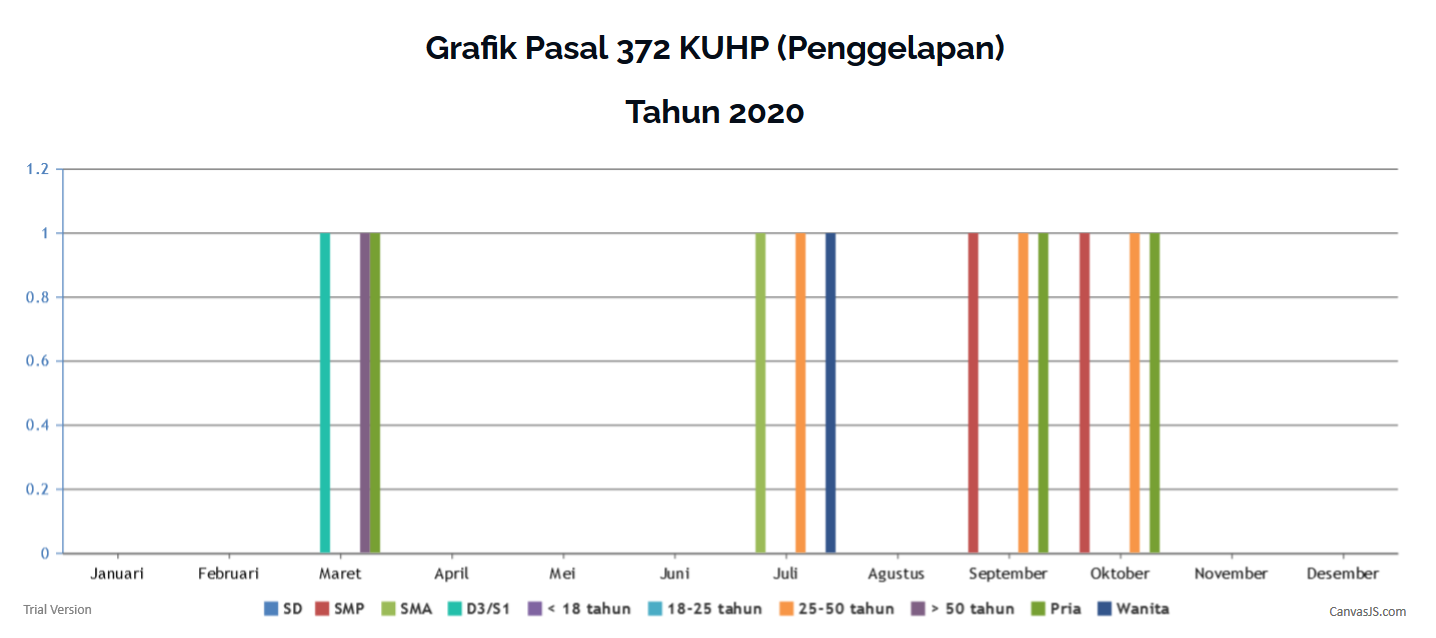 Grafik Pasal 372 KUHP (Penggelapan)
Tahun 2020
1.2
1
0.8
0.6
0.4
0.2
0
Januari Februari Maret April Mei Juni Juli Agustus September Oktober November Desember
SD SMP SMA D3/S1 < 18 tahun 18-25 tahun 25-50 tahun > 50 tahun Pria Wanita
Trial Version
CanvasJS.com